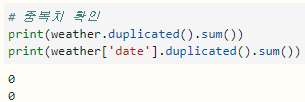 # 중복치 확인
print(weather.duplicated().sum())
print(weather['date'].duplicated().sum())
0
0